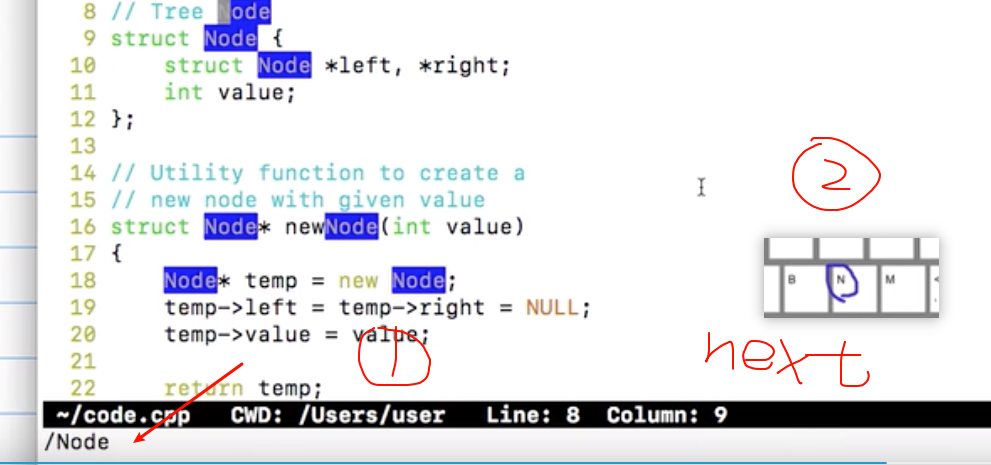 8 // Tree Node
9 struct Node {
10 struct Node *left, *right;
11 int value;
12 };
13
14 // Utility function to create a
15 // new node with given value
16 struct Node* newNode(int value)
17 {
18 Node* temp = new Node;
19 temp->left = temp->right = NULL;
20 temp->value = value;
21
22 return temp;
~/code.cpp CWD: /Users/user Line: 8 Column: 9
/Node
1
2
B N M <
next